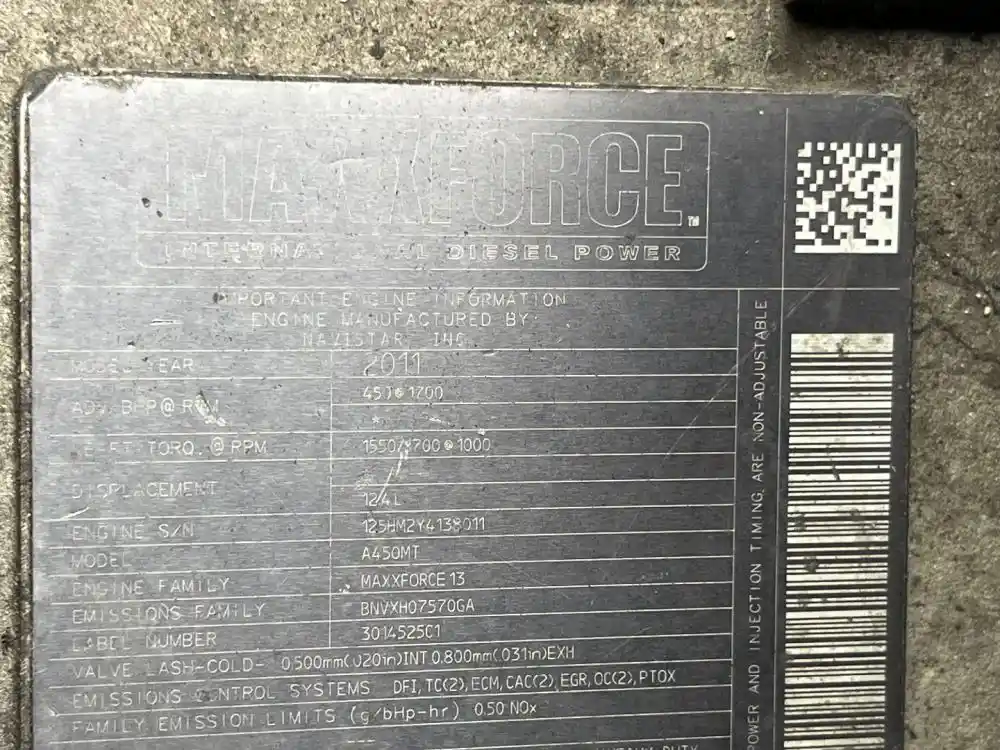 MAXXFORCE™
INTERNATIONAL DIESEL POWER
IMPORTANT ENGINE INFORMATION
ENGINE MANUFACTURED BY:
NAVISTAR, INC.
MODEL YEAR 2011
ADV. BHP@RPM 450@1700
TORQ.@RPM 1550/1700@1000
DISPLACEMENT 12.4L
ENGINE S/N 125HM2Y4138011
MODEL A450MT
ENGINE FAMILY MAXXFORCE 13
EMISSIONS FAMILY BNVXH07570GA
LABEL NUMBER 3014525C1
VALVE LASH-COLD- 0.500mm(.020in)INT 0.800mm(.031in)EXH
EMISSIONS CONTROL SYSTEMS DFI,TC(2),ECM,CAC(2),EGR,OC(2),PTOX
FAMILY EMISSION LIMITS (g/bHp-hr) 0.50 NOx
---
POWER AND INJECTION TIMING, ARE NON-ADJUSTABLE